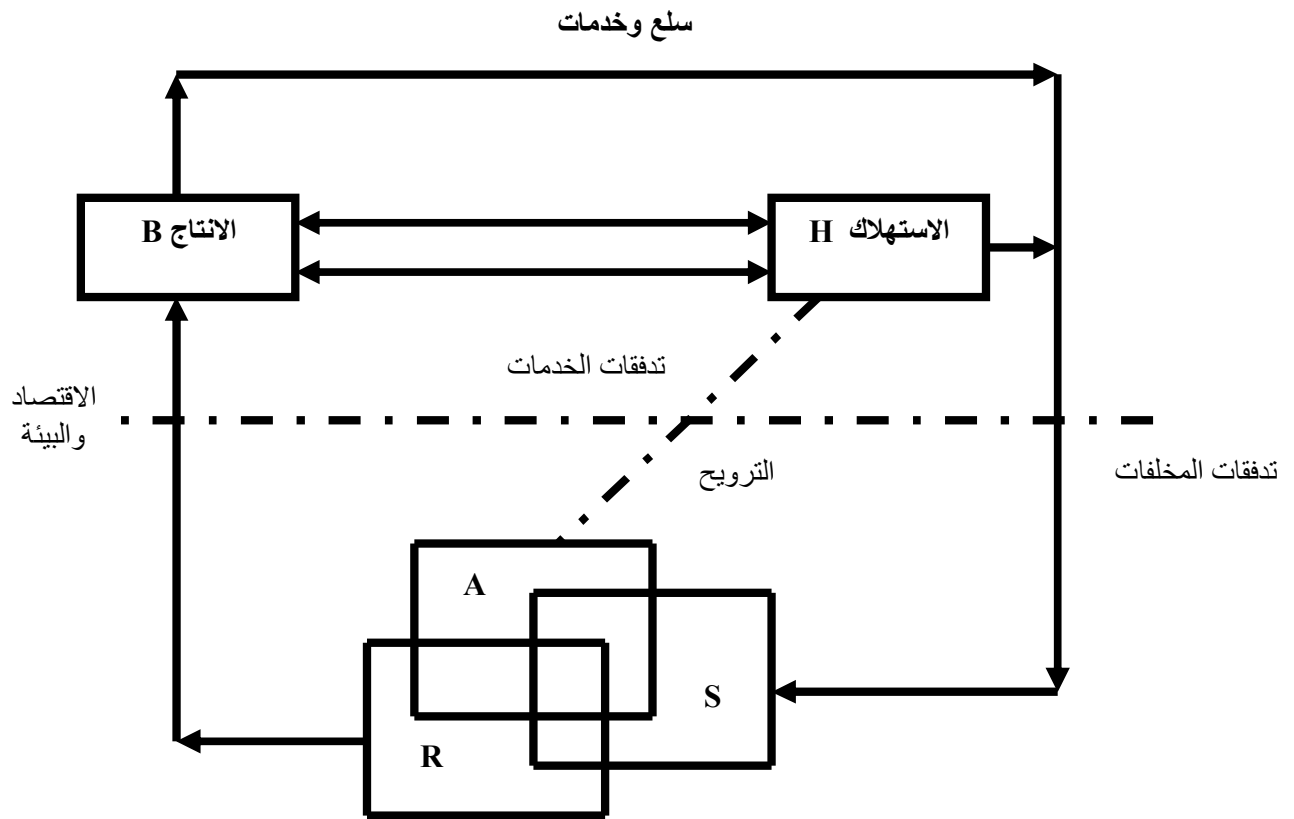 سلع وخدمات
الانتاج B
الاستهلاك H
تدفقات الخدمات
الاقتصاد
والبيئة
الترويح
تدفقات المخلفات
A
S
R